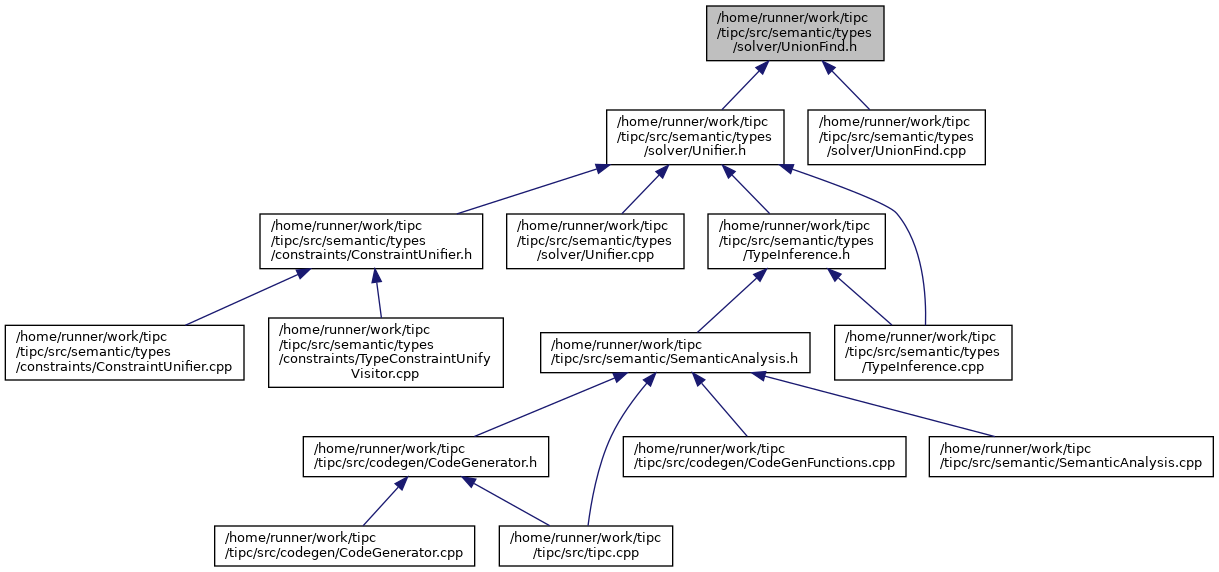 /home/runner/work/tipc
/tipc/src/semantic/types
/solver/UnionFind.h
/home/runner/work/tipc
/tipc/src/semantic/types
/solver/Unifier.h
/home/runner/work/tipc
/tipc/src/semantic/types
/solver/UnionFind.cpp
/home/runner/work/tipc
/tipc/src/semantic/types
/constraints/ConstraintUnifier.h
/home/runner/work/tipc
/tipc/src/semantic/types
/solver/Unifier.cpp
/home/runner/work/tipc
/tipc/src/semantic/types
/TypeInference.h
/home/runner/work/tipc
/tipc/src/semantic/types
/constraints/ConstraintUnifier.cpp
/home/runner/work/tipc
/tipc/src/semantic/types
/constraints/TypeConstraintUnify
Visitor.cpp
/home/runner/work/tipc
/tipc/src/semantic/SemanticAnalysis.h
/home/runner/work/tipc
/tipc/src/semantic/types
/TypeInference.cpp
/home/runner/work/tipc
/tipc/src/codegen/CodeGenerator.h
/home/runner/work/tipc
/tipc/src/codegen/CodeGenFunctions.cpp
/home/runner/work/tipc
/tipc/src/semantic/SemanticAnalysis.cpp
/home/runner/work/tipc
/tipc/src/codegen/CodeGenerator.cpp
/home/runner/work/tipc
/tipc/src/tipc.cpp